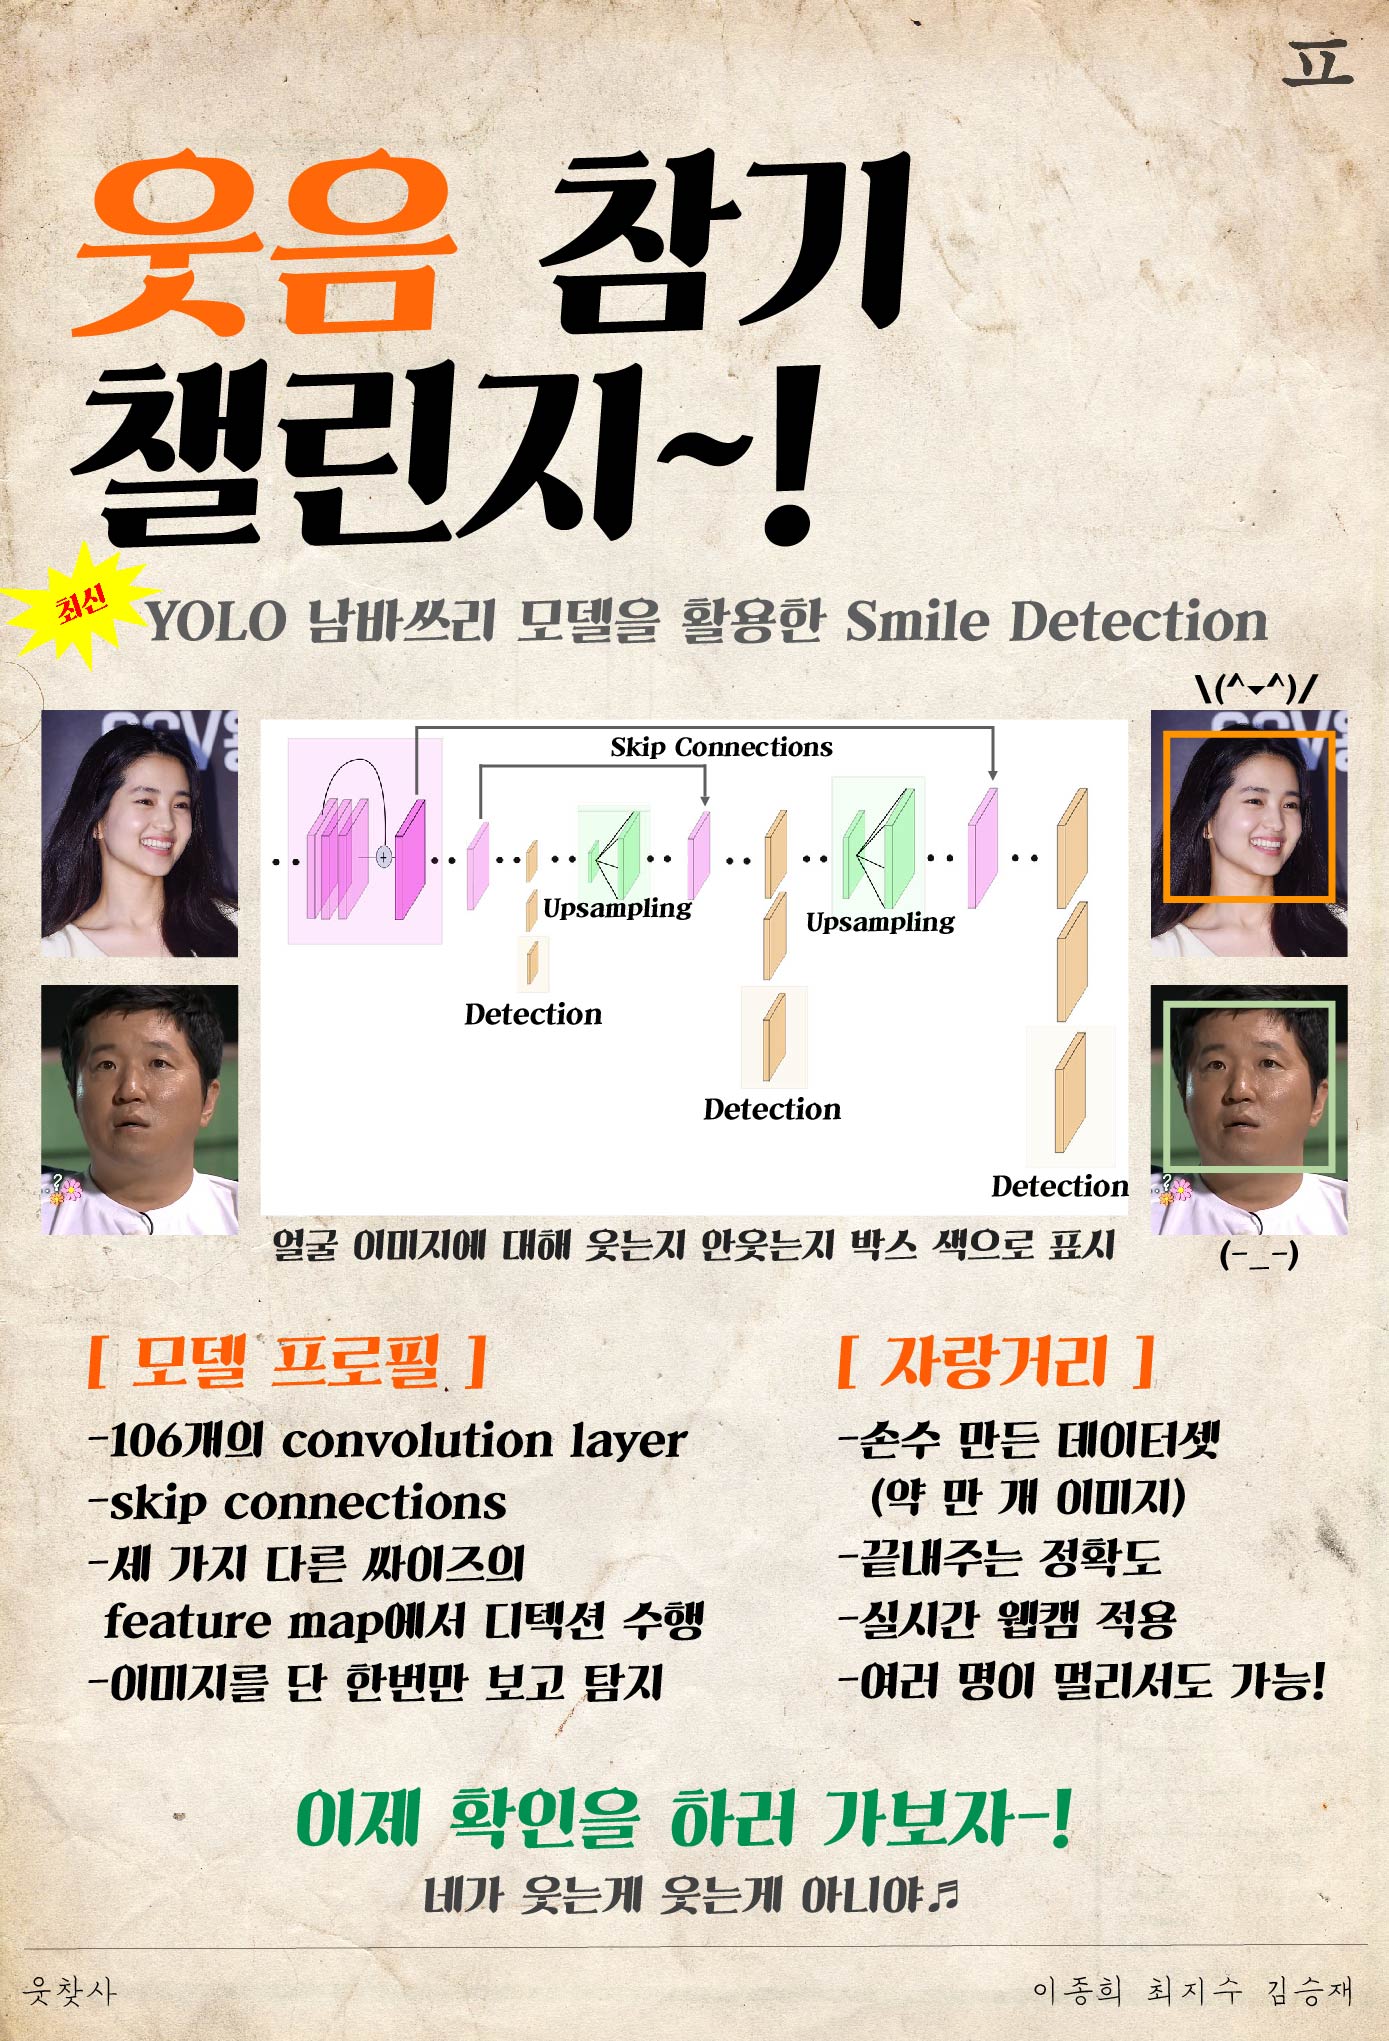 ㅍ
웃음 참기
챌린지~!
최신
YOLO 남바쓰리 모델을 활용한 Smile Detection
\(^ ^)/
Skip Connections
Upsampling
Upsampling
Detection
Detection
Detection
얼굴 이미지에 대해 웃는지 안웃는지 박스 색으로 표시
(-_-)
[ 모델 프로필 ]
-106개의 convolution layer
-skip connections
-세 가지 다른 싸이즈의
feature map에서 디텍션 수행
-이미지를 단 한번만 보고 탐지
[ 자랑거리 ]
-손수 만든 데이터셋
(약 만 개 이미지)
-끝내주는 정확도
-실시간 웹캠 적용
-여러 명이 멀리서도 가능!
이제 확인을 하러 가보자-!
네가 웃는게 웃는게 아니야♬
웃찾사
이종희 최지수 김승재